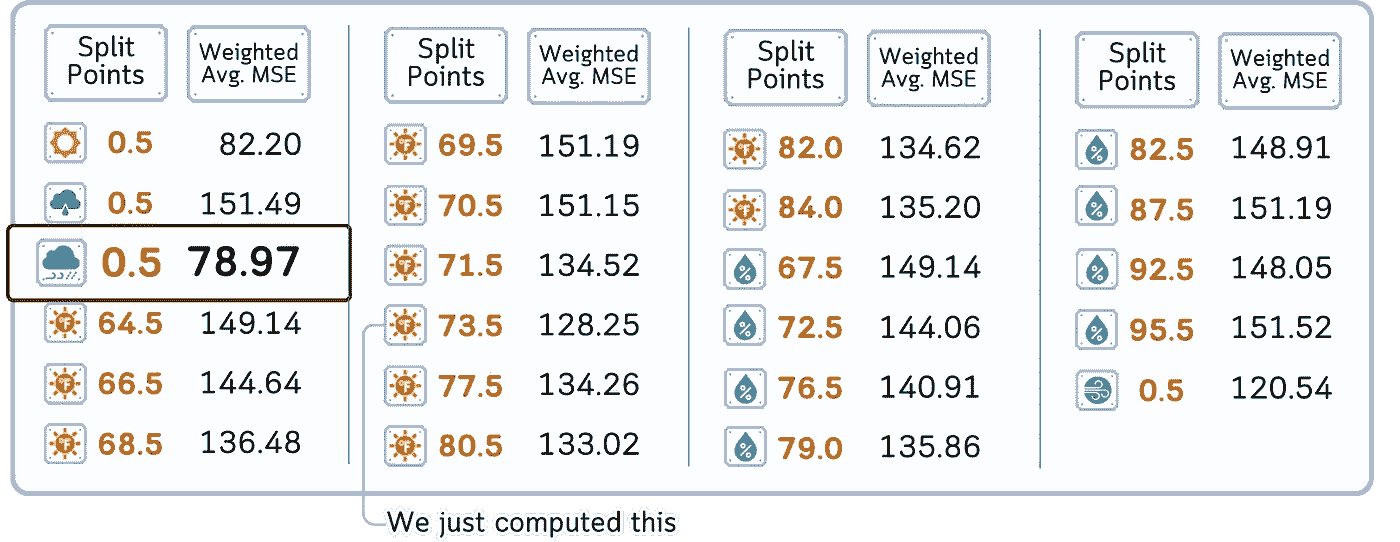 Split Points
Weighted Avg. MSE
0.5 82.20
0.5 151.49
0.5 78.97
°F 64.5 149.14
°F 66.5 144.64
°F 68.5 136.48
Split Points
Weighted Avg. MSE
°F 69.5 151.19
°F 70.5 151.15
°F 71.5 134.52
°F 73.5 128.25
°F 77.5 134.26
°F 80.5 133.02
Split Points
Weighted Avg. MSE
°F 82.0 134.62
°F 84.0 135.20
% 67.5 149.14
% 72.5 144.06
% 76.5 140.91
% 79.0 135.86
Split Points
Weighted Avg. MSE
% 82.5 148.91
% 87.5 151.19
% 92.5 148.05
% 95.5 151.52
0.5 120.54
We just computed this